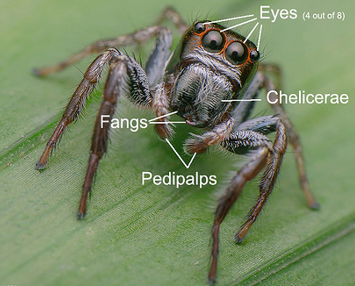 Eyes (4 out of 8)
Chelicerae
Fangs
Pedipalps